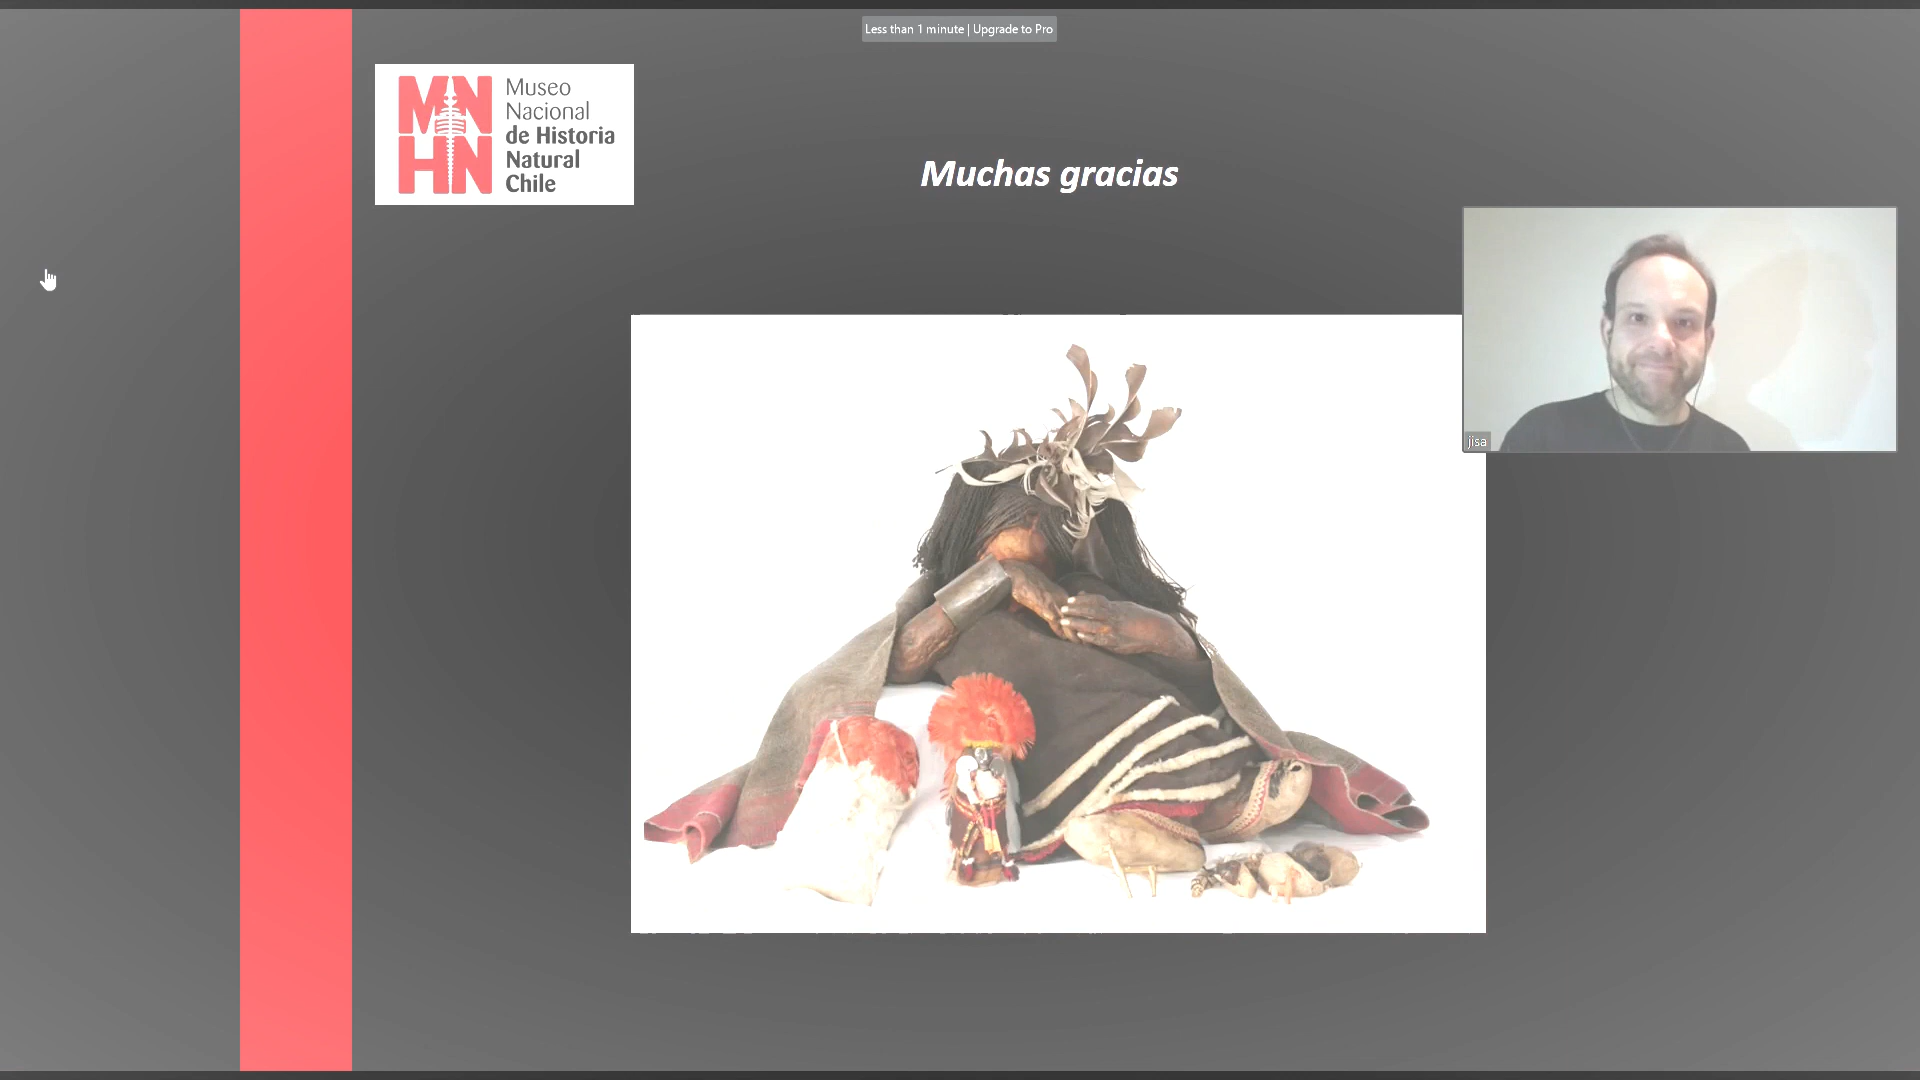 Less than 1 minute | Upgrade to Pro
MN
HN
Museo
Nacional
de Historia
Natural
Chile
Muchas gracias
jisa